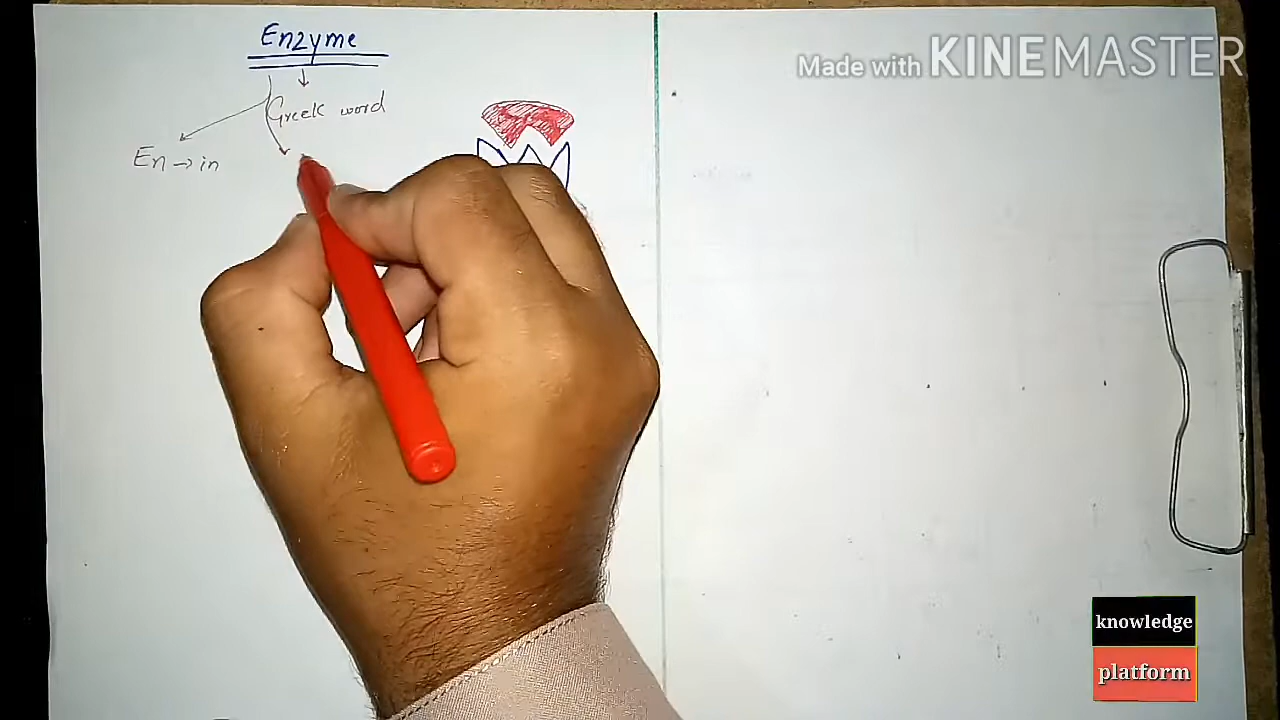 Enzyme
Made with KINEMASTER
Greek word
En → in
knowledge
platform